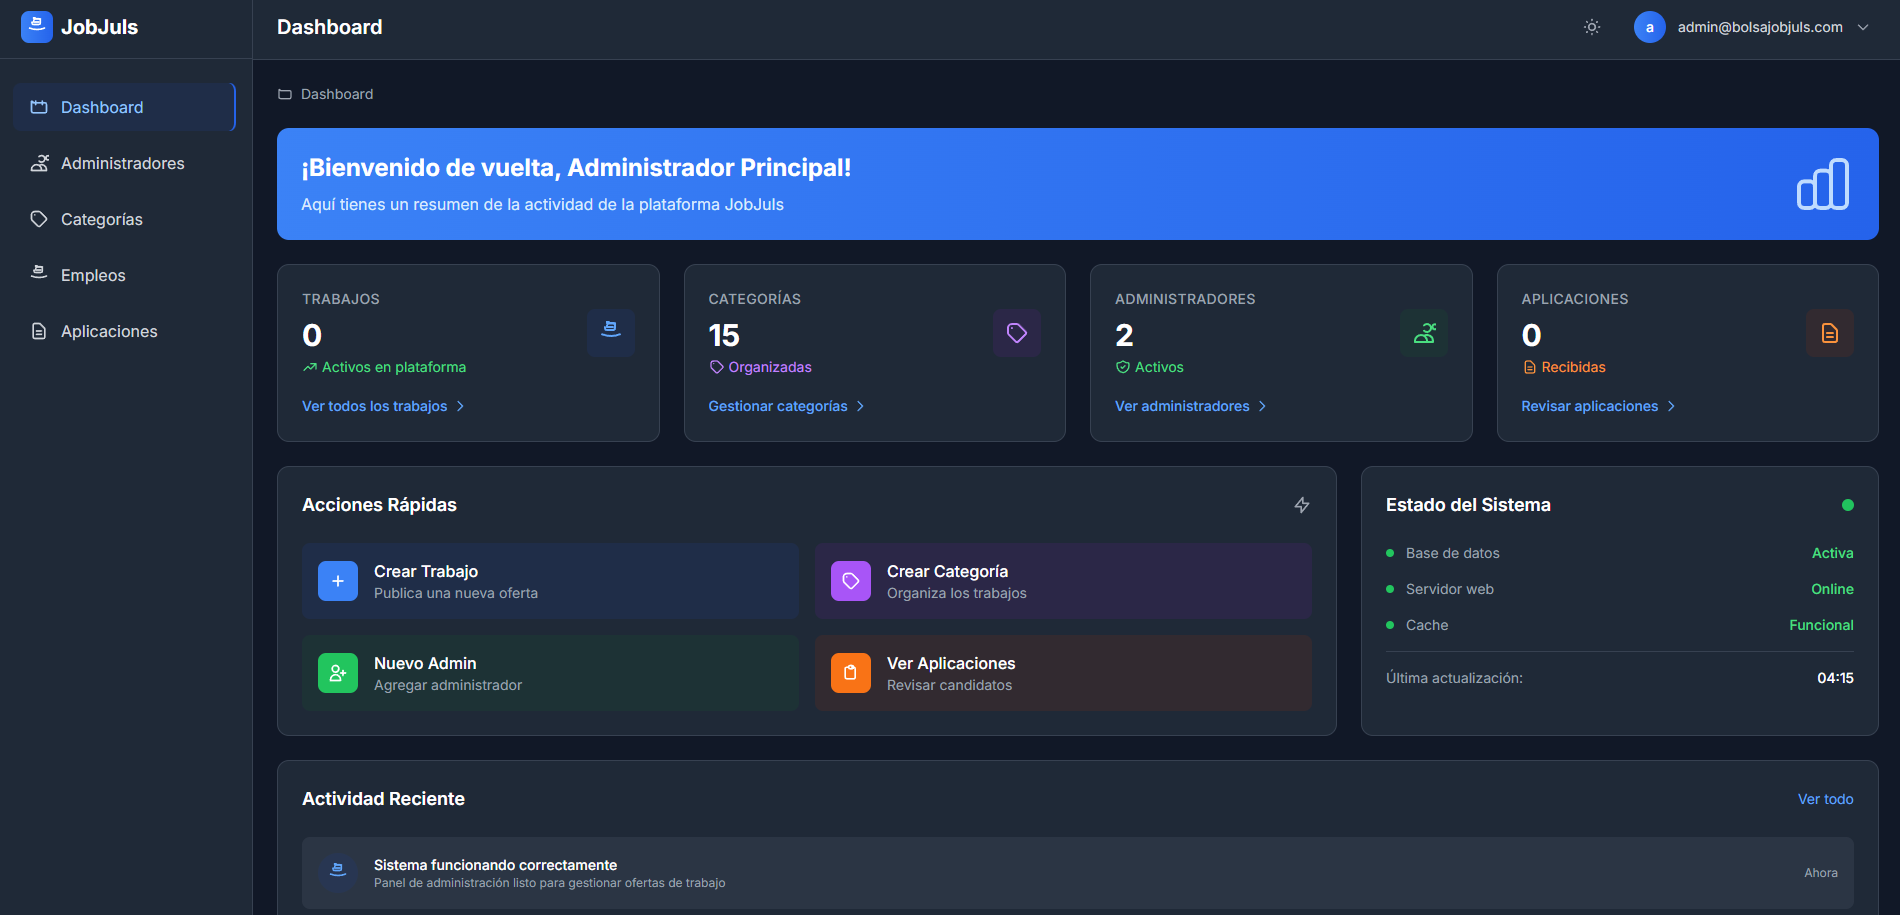 JobJuls
Dashboard
a
admin@bolsajobjuls.com
Dashboard
Administradores
Categorías
Empleos
Aplicaciones
Dashboard
¡Bienvenido de vuelta, Administrador Principal!
Aquí tienes un resumen de la actividad de la plataforma JobJuls
TRABAJOS
0
Activos en plataforma
Ver todos los trabajos
CATEGORÍAS
15
Organizadas
Gestionar categorías
ADMINISTRADORES
2
Activos
Ver administradores
APLICACIONES
0
Recibidas
Revisar aplicaciones
Acciones Rápidas
Crear Trabajo
Publica una nueva oferta
Crear Categoría
Organiza los trabajos
Nuevo Admin
Agregar administrador
Ver Aplicaciones
Revisar candidatos
Estado del Sistema
Base de datos Activa
Servidor web Online
Cache Funcional
Última actualización: 04:15
Actividad Reciente
Ver todo
Sistema funcionando correctamente
Panel de administración listo para gestionar ofertas de trabajo
Ahora